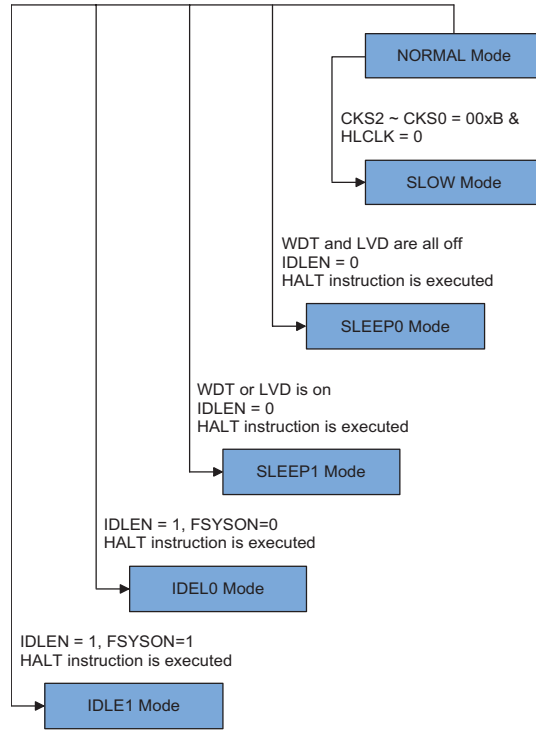 NORMAL Mode
CKS2 ~ CKS0 = 00xB &
HLCLK = 0
SLOW Mode
WDT and LVD are all off
IDLEN = 0
HALT instruction is executed
SLEEP0 Mode
WDT or LVD is on
IDLEN = 0
HALT instruction is executed
SLEEP1 Mode
IDLEN = 1, FSYSON=0
HALT instruction is executed
IDEL0 Mode
IDLEN = 1, FSYSON=1
HALT instruction is executed
IDLE1 Mode